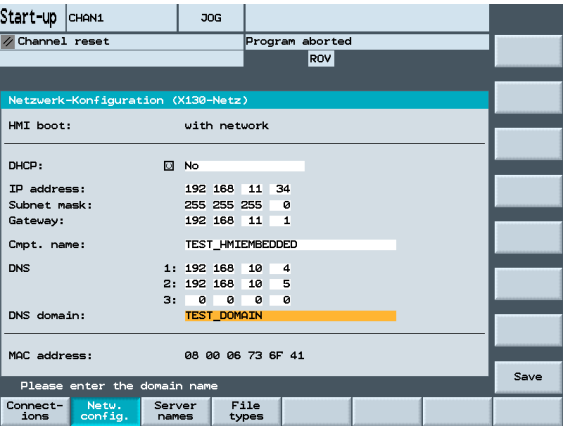 Start-up CHAN1 JOG
Channel reset Program aborted
ROV
Netzwerk-Konfiguration (X130-Netz)
HMI boot: with network
DHCP: No
IP address: 192 168 11 34
Subnet mask: 255 255 255 0
Gateway: 192 168 11 1
Cmpt. name: TEST_HMIEMBEDDED
DNS 1: 192 168 10 4
2: 192 168 10 5
3: 0 0 0 0
DNS domain: TEST_DOMAIN
MAC address: 08 00 06 73 6F 41
Save
Please enter the domain name
Connect- Netw. Server File
ions config. names types